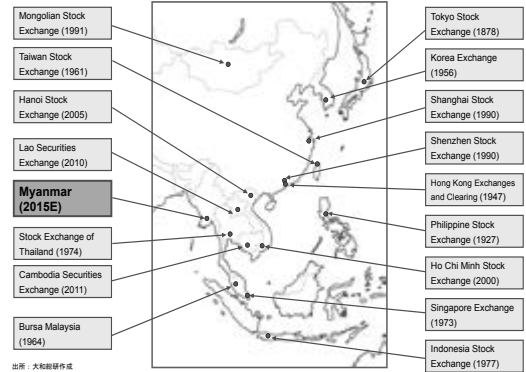 Mongolian Stock
Exchange (1991)
Taiwan Stock
Exchange (1961)
Hanoi Stock
Exchange (2005)
Lao Securities
Exchange (2010)
Myanmar
(2015E)
Stock Exchange of
Thailand (1974)
Cambodia Securities
Exchange (2011)
Bursa Malaysia
(1964)
Tokyo Stock
Exchange (1878)
Korea Exchange
(1956)
Shanghai Stock
Exchange (1990)
Shenzhen Stock
Exchange (1990)
Hong Kong Exchanges
and Clearing (1947)
Philippine Stock
Exchange (1927)
Ho Chi Minh Stock
Exchange (2000)
Singapore Exchange
(1973)
Indonesia Stock
Exchange (1977)
出所：大和総研作成